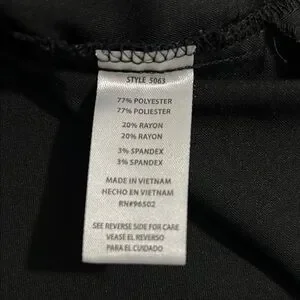 STYLE 5063
77% POLYESTER
77% POLIESTER
20% RAYON
20% RAYON
3% SPANDEX
3% SPANDEX
MADE IN VIETNAM
HECHO EN VIETNAM
RN#96502
SEE REVERSE SIDE FOR CARE
VEASE EL REVERSO
PARA EL CUIDADO